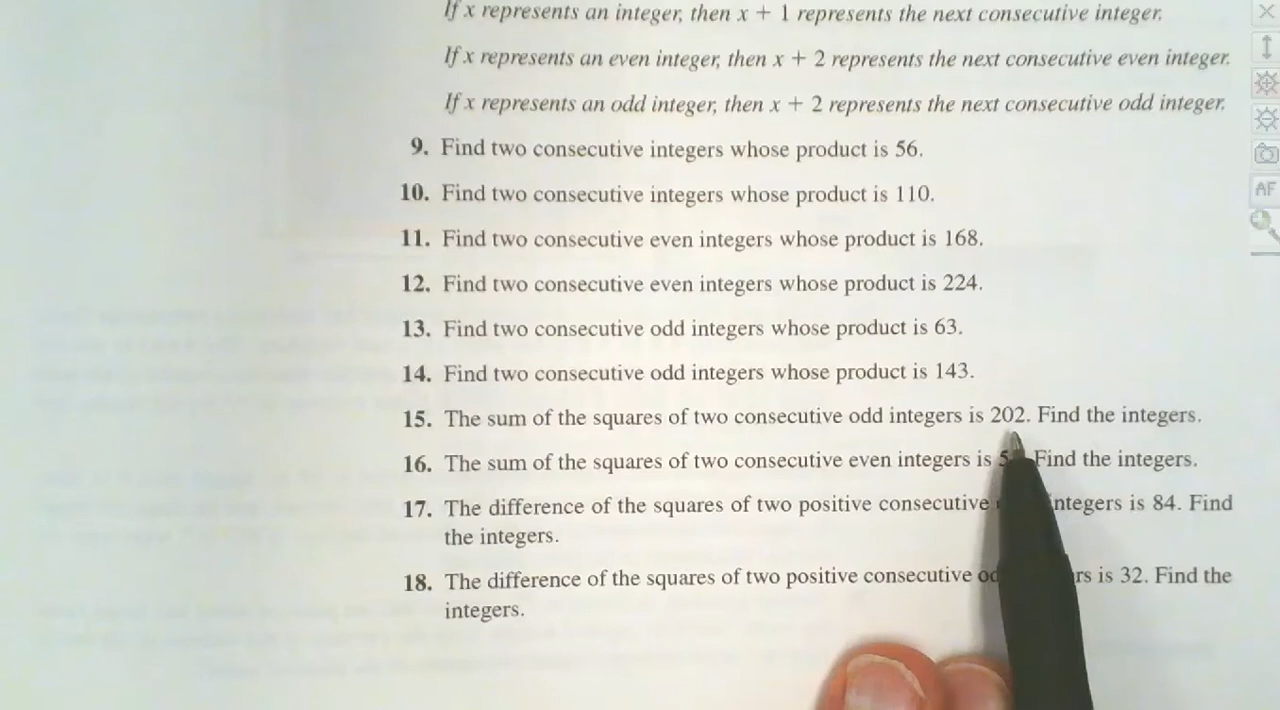 If x represents an integer, then x + 1 represents the next consecutive integer.
If x represents an even integer, then x + 2 represents the next consecutive even integer.
If x represents an odd integer, then x + 2 represents the next consecutive odd integer.
9. Find two consecutive integers whose product is 56.
10. Find two consecutive integers whose product is 110.
11. Find two consecutive even integers whose product is 168.
12. Find two consecutive even integers whose product is 224.
13. Find two consecutive odd integers whose product is 63.
14. Find two consecutive odd integers whose product is 143.
15. The sum of the squares of two consecutive odd integers is 202. Find the integers.
16. The sum of the squares of two consecutive even integers is Find the integers.
17. The difference of the squares of two positive consecutive integers is 84. Find
the integers.
18. The difference of the squares of two positive consecutive is 32. Find the
integers.
AF